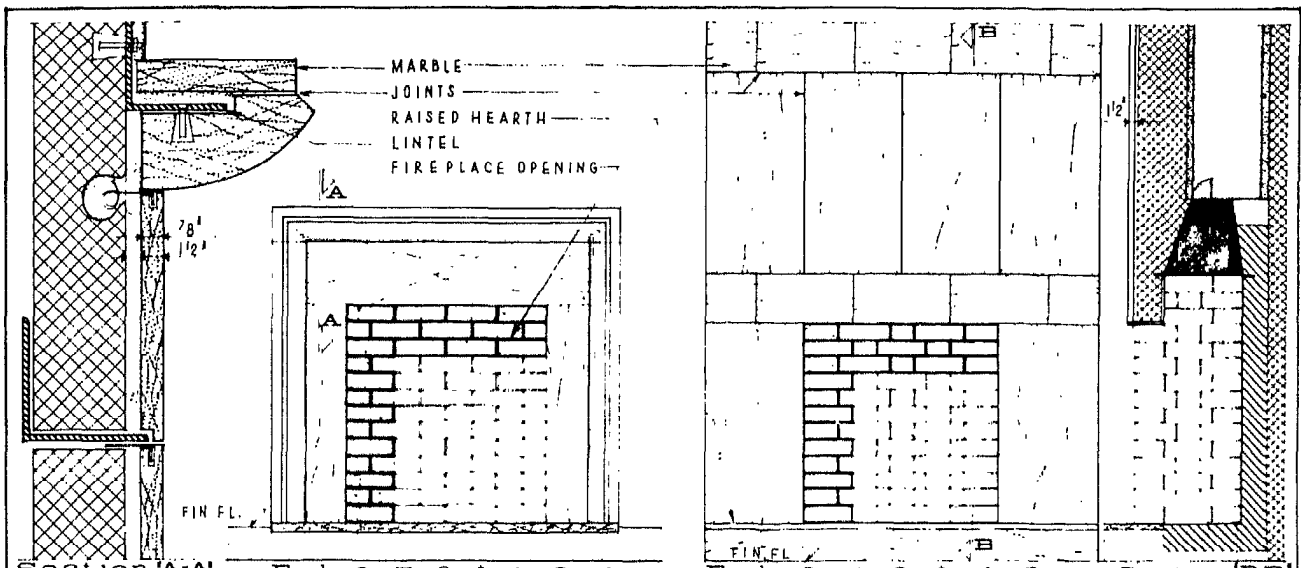 MARBLE
JOINTS
RAISED HEARTH
LINTEL
FIREPLACE OPENING
A
7/8"
1 1/2"
A
FIN FL.
B
1 1/2"
FIN FL
B
Section 'A-A'